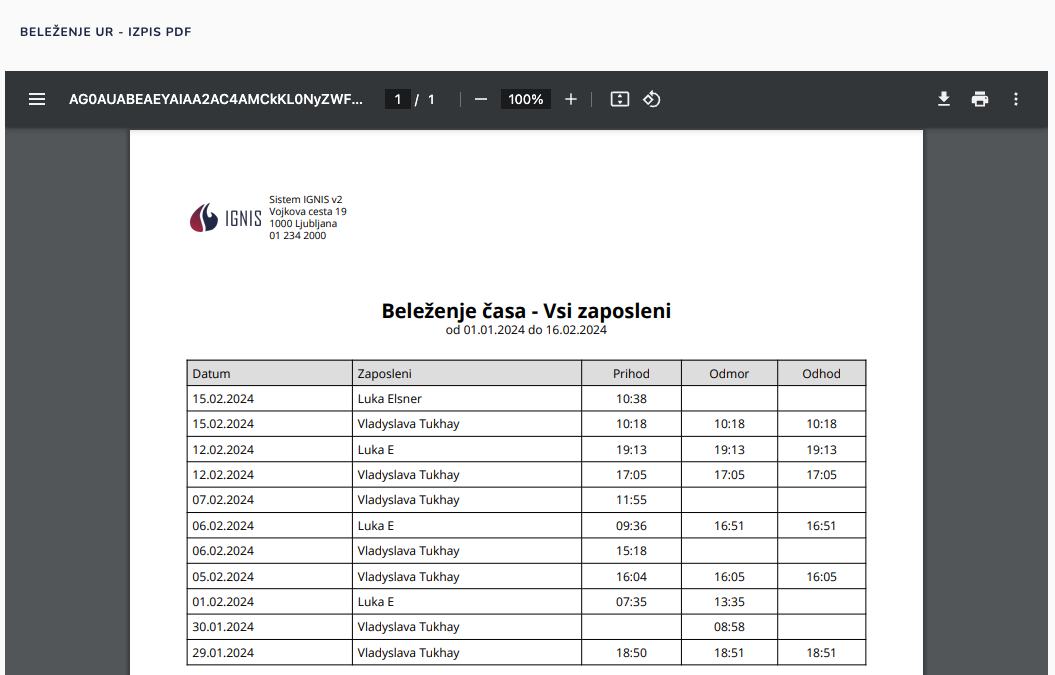 BELEŽENJE UR - IZPIS PDF
AG0AUABEAEYAIAA2AC4AMCkKL0NyZWF... 1 / 1 100%
IGNIS
Sistem IGNIS v2
Vojkova cesta 19
1000 Ljubljana
01 234 2000
Beleženje časa - Vsi zaposleni
od 01.01.2024 do 16.02.2024
Datum Zaposleni Prihod Odmor Odhod
15.02.2024 Luka Elsner 10:38
15.02.2024 Vladyslava Tukhay 10:18 10:18 10:18
12.02.2024 Luka E 19:13 19:13 19:13
12.02.2024 Vladyslava Tukhay 17:05 17:05 17:05
07.02.2024 Vladyslava Tukhay 11:55
06.02.2024 Luka E 09:36 16:51 16:51
06.02.2024 Vladyslava Tukhay 15:18
05.02.2024 Vladyslava Tukhay 16:04 16:05 16:05
01.02.2024 Luka E 07:35 13:35
30.01.2024 Vladyslava Tukhay 08:58
29.01.2024 Vladyslava Tukhay 18:50 18:51 18:51